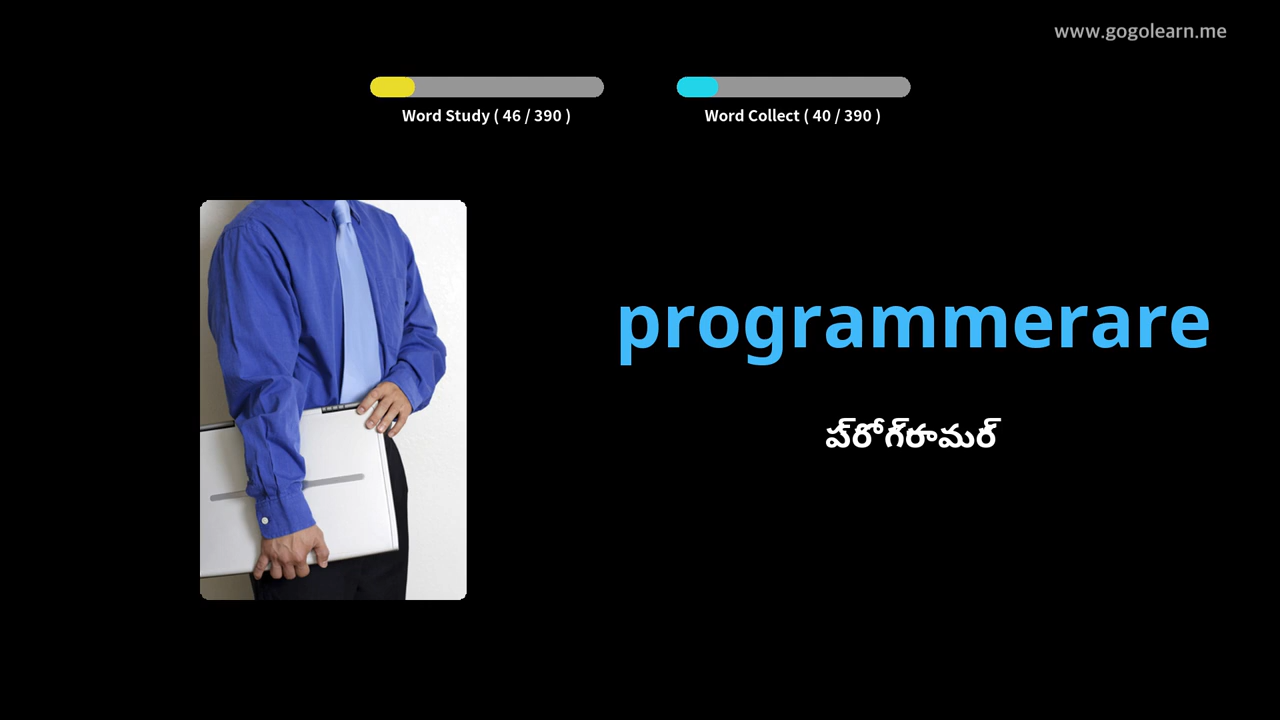 www.gogolearn.me
Word Study ( 46 / 390 )
Word Collect ( 40 / 390 )
programmerare
ప్రోగ్రామర్